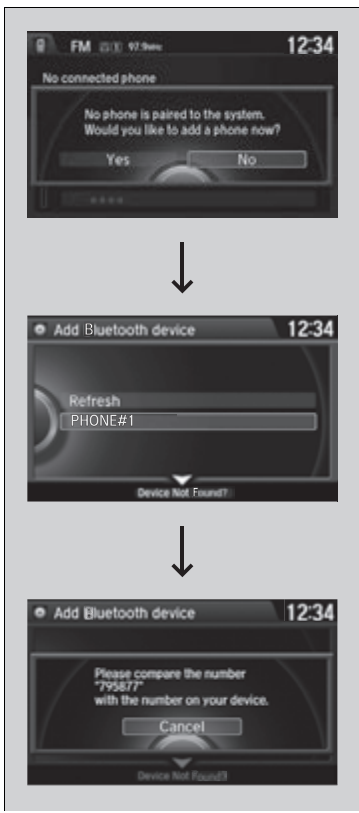 FM 97.9MHz 12:34
No connected phone
No phone is paired to the system.
Would you like to add a phone now?
Yes No
Add Bluetooth device 12:34
Refresh
PHONE#1
Device Not Found?
Add Bluetooth device 12:34
Please compare the number
"795877"
with the number on your device.
Cancel
Device Not Found?